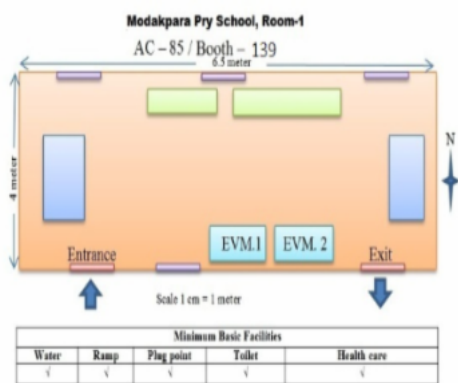 Modakpara Pry School, Room-1
AC – 85 / Booth – 139
6.5 meter
4 meter
N
EVM.1 EVM. 2
Entrance Exit
Scale 1 cm = 1 meter
Minimum Basic Facilities
Water Ramp Plug point Toilet Health care
√ √ √ √ √